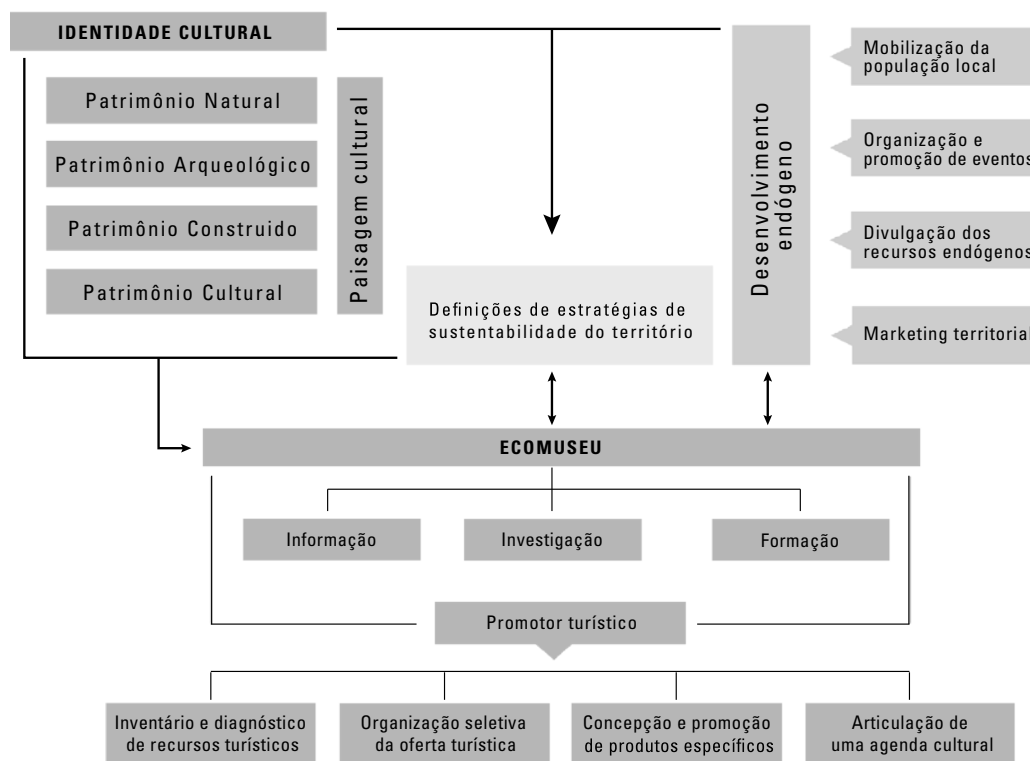 IDENTIDADE CULTURAL
Patrimônio Natural
Patrimônio Arqueológico
Patrimônio Construido
Patrimônio Cultural
Paisagem cultural
Definições de estratégias de
sustentabilidade do território
Desenvolvimento
endógeno
Mobilização da
população local
Organização e
promoção de eventos
Divulgação dos
recursos endógenos
Marketing territorial
ECOMUSEU
Informação
Investigação
Formação
Promotor turístico
Inventário e diagnóstico
de recursos turísticos
Organização seletiva
da oferta turística
Concepção e promoção
de produtos específicos
Articulação de
uma agenda cultural